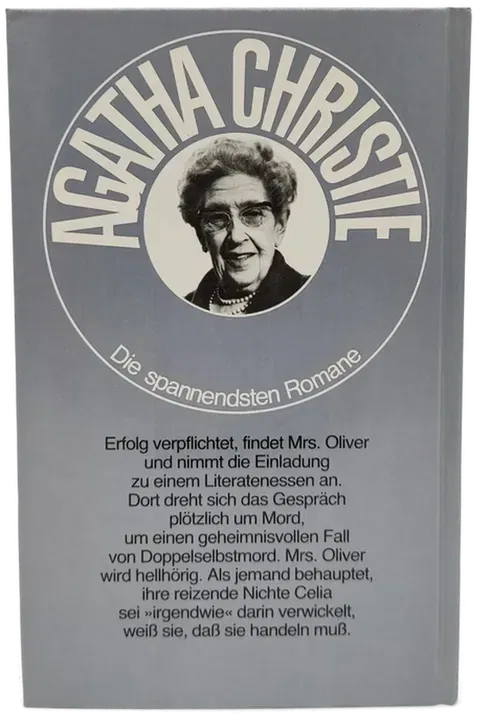 AGATHA CHRISTIE
Die spannendsten Romane
Erfolg verpflichtet, findet Mrs. Oliver
und nimmt die Einladung
zu einem Literatenessen an.
Dort dreht sich das Gespräch
plötzlich um Mord,
um einen geheimnisvollen Fall
von Doppelselbstmord. Mrs. Oliver
wird hellhörig. Als jemand behauptet,
ihre reizende Nichte Celia
sei »irgendwie« darin verwickelt,
weiß sie, daß sie handeln muß.